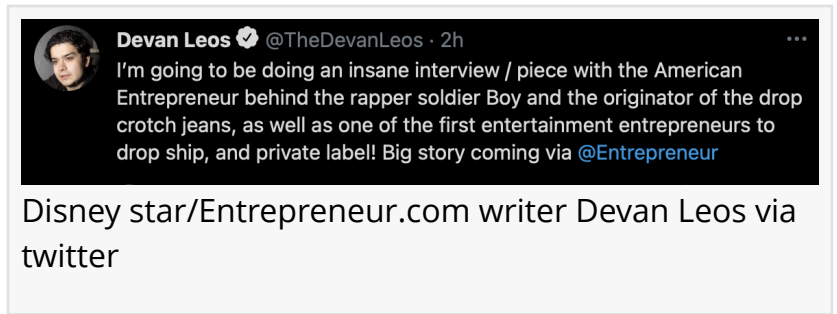 Devan Leos @TheDevanLeos · 2h
I'm going to be doing an insane interview / piece with the American
Entrepreneur behind the rapper soldier Boy and the originator of the drop
crotch jeans, as well as one of the first entertainment entrepreneurs to
drop ship, and private label! Big story coming via @Entrepreneur
Disney star/Entrepreneur.com writer Devan Leos via
twitter